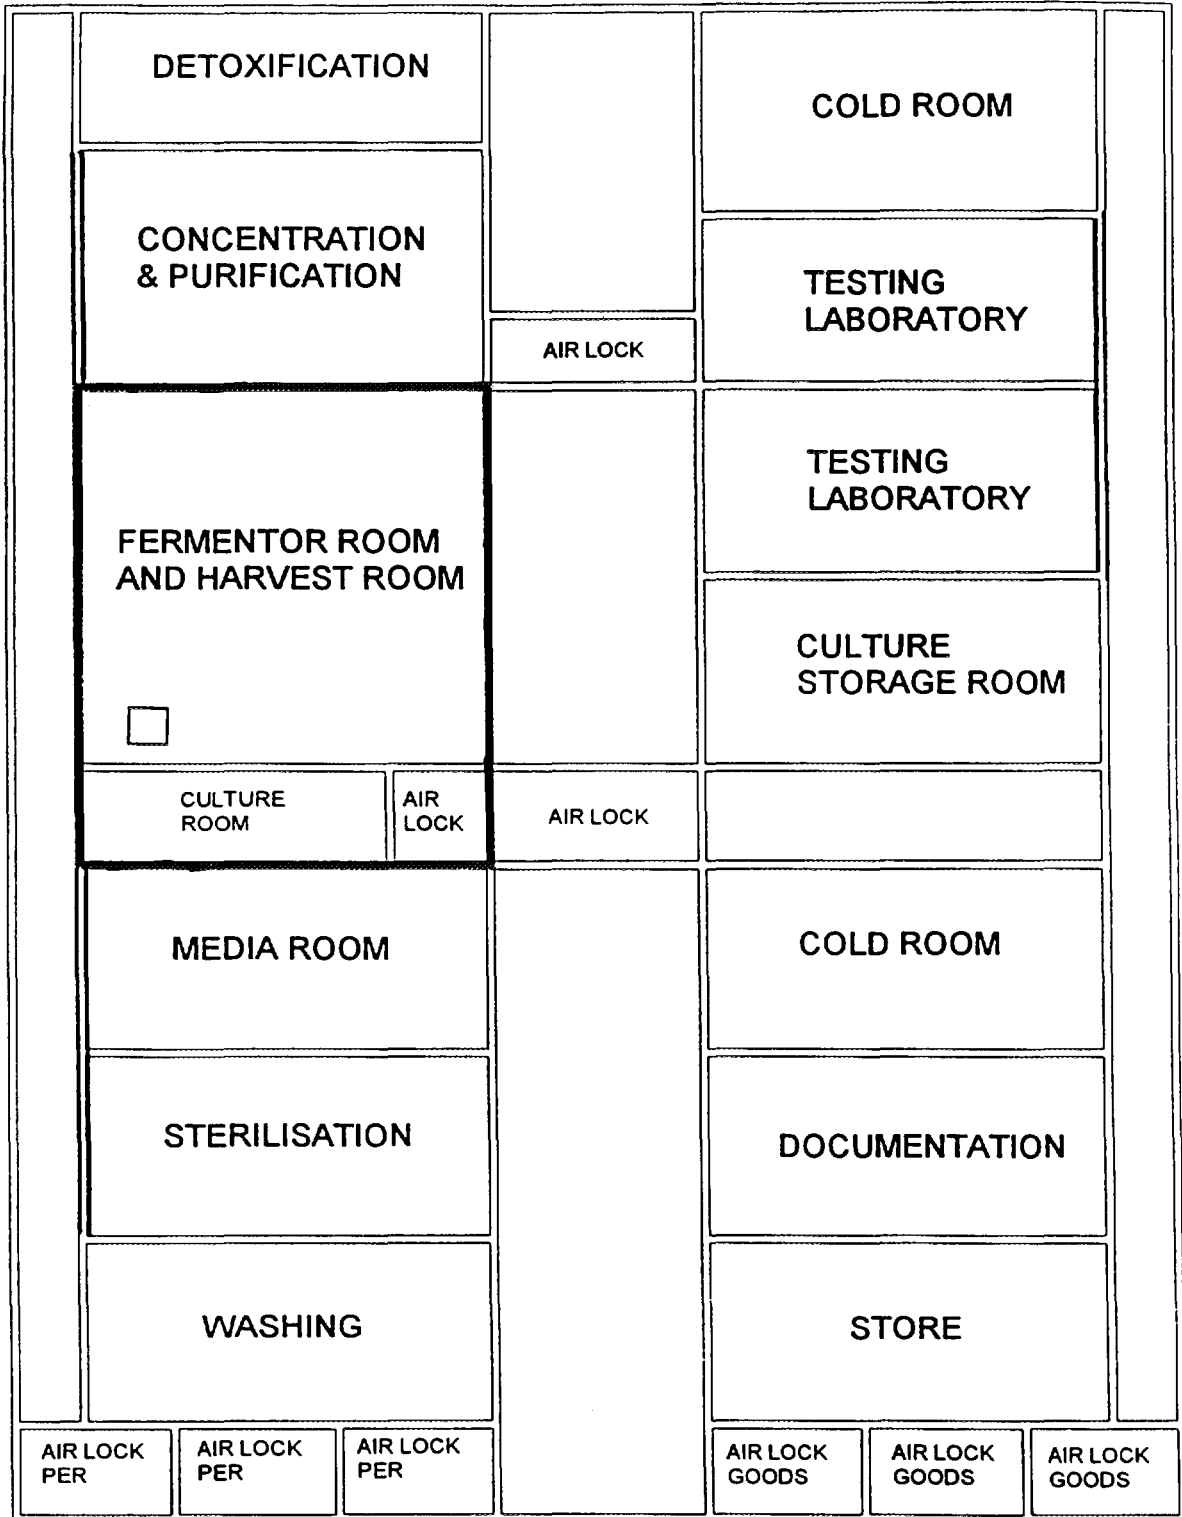 DETOXIFICATION
COLD ROOM
CONCENTRATION
& PURIFICATION
TESTING
LABORATORY
AIR LOCK
TESTING
LABORATORY
FERMENTOR ROOM
AND HARVEST ROOM
CULTURE
STORAGE ROOM
CULTURE
ROOM
AIR
LOCK
AIR LOCK
MEDIA ROOM
COLD ROOM
STERILISATION
DOCUMENTATION
WASHING
STORE
AIR LOCK
PER
AIR LOCK
PER
AIR LOCK
PER
AIR LOCK
GOODS
AIR LOCK
GOODS
AIR LOCK
GOODS